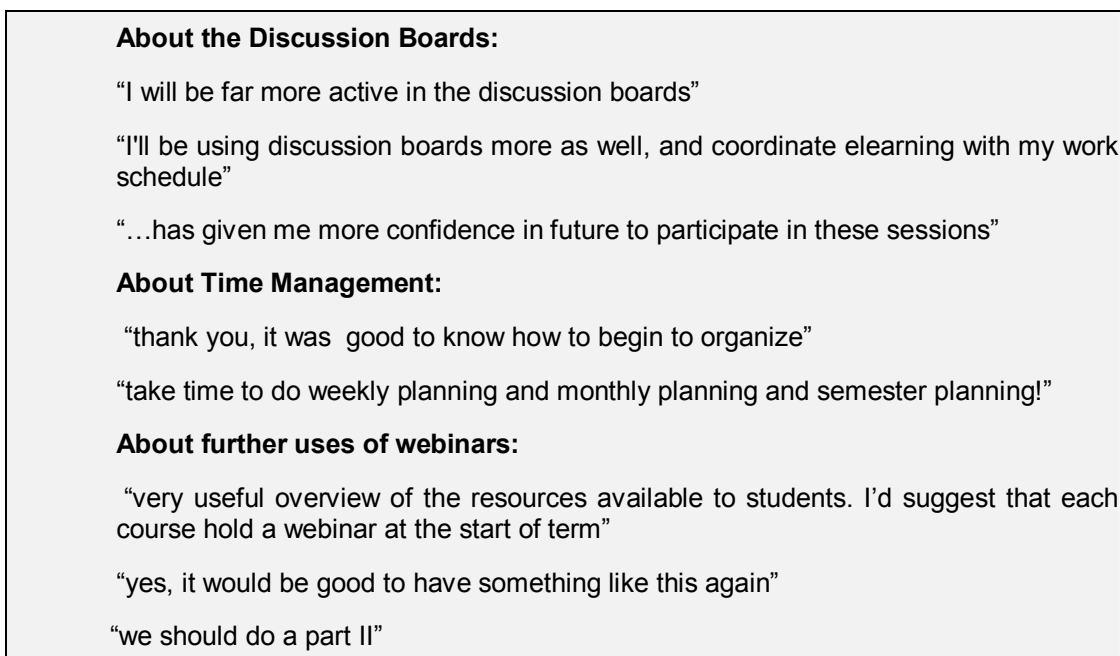 About the Discussion Boards:
“I will be far more active in the discussion boards”
“I'll be using discussion boards more as well, and coordinate elearning with my work
schedule”
“…has given me more confidence in future to participate in these sessions”
About Time Management:
“thank you, it was  good to know how to begin to organize”
“take time to do weekly planning and monthly planning and semester planning!”
About further uses of webinars:
“very useful overview of the resources available to students. I’d suggest that each
course hold a webinar at the start of term”
“yes, it would be good to have something like this again”
“we should do a part II”